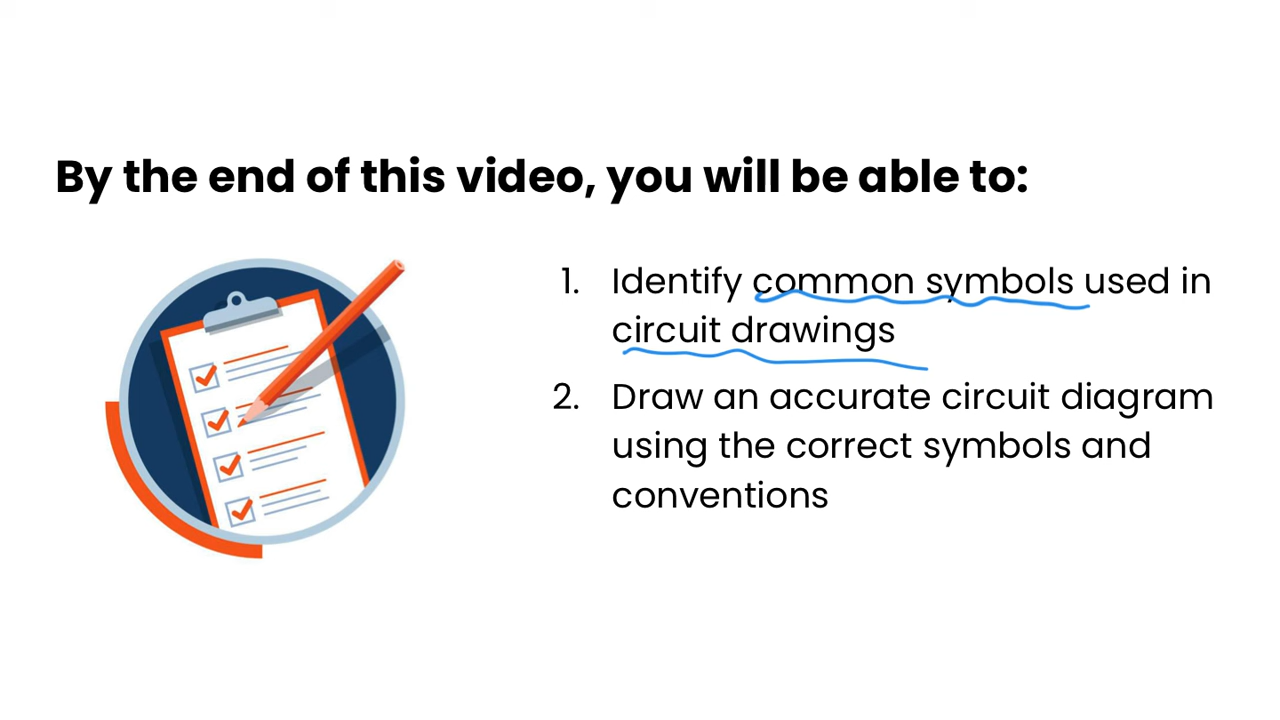 By the end of this video, you will be able to:
1. Identify common symbols used in
circuit drawings
2. Draw an accurate circuit diagram
using the correct symbols and
conventions